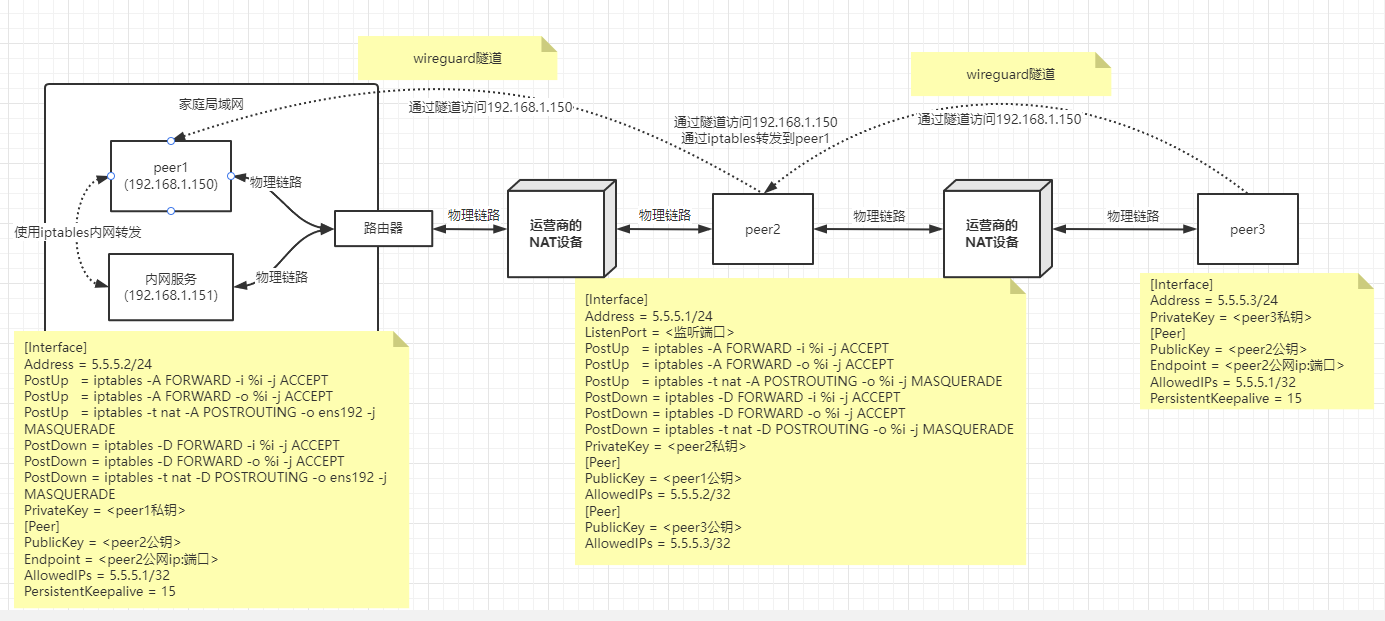 wireguard隧道
wireguard隧道
家庭局域网
通过隧道访问192.168.1.150
通过隧道访问192.168.1.150
通过iptables转发到peer1
通过隧道访问192.168.1.150
peer1
(192.168.1.150)
物理链路
使用iptables内网转发
内网服务
(192.168.1.151)
物理链路
路由器
物理链路
运营商的
NAT设备
物理链路
peer2
物理链路
运营商的
NAT设备
物理链路
peer3
[Interface]
Address = 5.5.5.2/24
PostUp   = iptables -A FORWARD -i %i -j ACCEPT
PostUp   = iptables -A FORWARD -o %i -j ACCEPT
PostUp   = iptables -t nat -A POSTROUTING -o ens192 -j
MASQUERADE
PostDown = iptables -D FORWARD -i %i -j ACCEPT
PostDown = iptables -D FORWARD -o %i -j ACCEPT
PostDown = iptables -t nat -D POSTROUTING -o ens192 -j
MASQUERADE
PrivateKey = <peer1私钥>
[Peer]
PublicKey = <peer2公钥>
Endpoint = <peer2公网ip:端口>
AllowedIPs = 5.5.5.1/32
PersistentKeepalive = 15
[Interface]
Address = 5.5.5.1/24
ListenPort = <监听端口>
PostUp   = iptables -A FORWARD -i %i -j ACCEPT
PostUp   = iptables -A FORWARD -o %i -j ACCEPT
PostUp   = iptables -t nat -A POSTROUTING -o %i -j MASQUERADE
PostDown = iptables -D FORWARD -i %i -j ACCEPT
PostDown = iptables -D FORWARD -o %i -j ACCEPT
PostDown = iptables -t nat -D POSTROUTING -o %i -j MASQUERADE
PrivateKey = <peer2私钥>
[Peer]
PublicKey = <peer1公钥>
AllowedIPs = 5.5.5.2/32
[Peer]
PublicKey = <peer3公钥>
AllowedIPs = 5.5.5.3/32
[Interface]
Address = 5.5.5.3/24
PrivateKey = <peer3私钥>
[Peer]
PublicKey = <peer2公钥>
Endpoint = <peer2公网ip:端口>
AllowedIPs = 5.5.5.1/32
PersistentKeepalive = 15